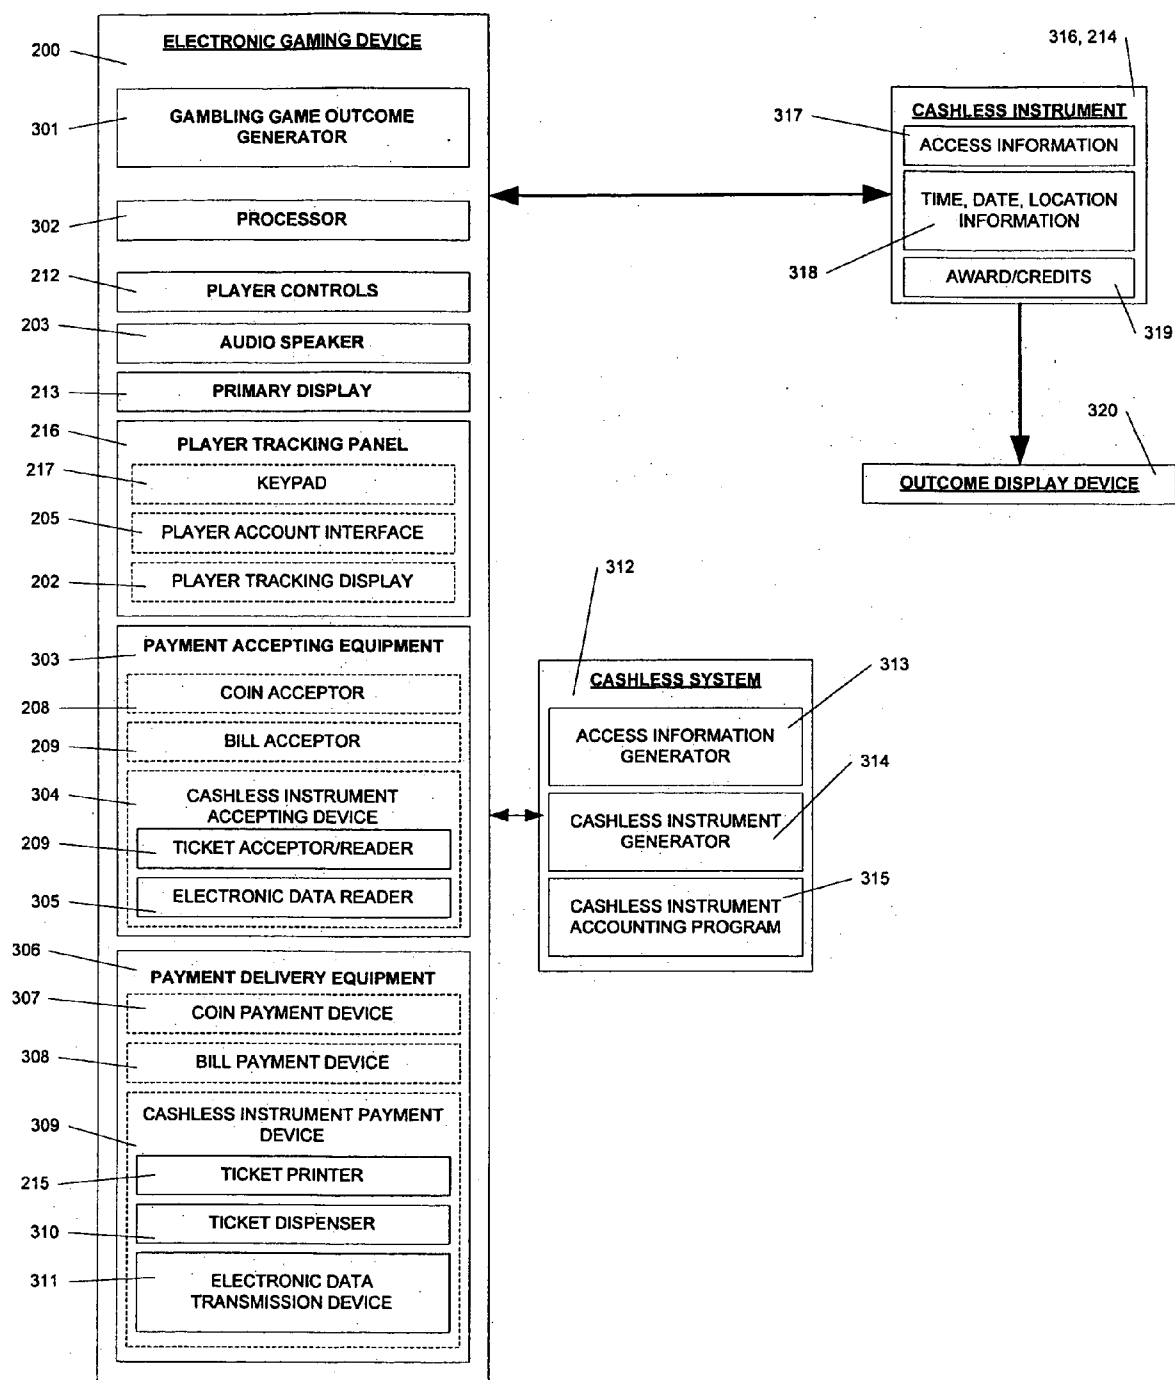 ELECTRONIC GAMING DEVICE
200
GAMBLING GAME OUTCOME
GENERATOR
301
PROCESSOR
302
212
PLAYER CONTROLS
203
AUDIO SPEAKER
PRIMARY DISPLAY
213
216
PLAYER TRACKING PANEL
217
KEYPAD
205
PLAYER ACCOUNT INTERFACE
PLAYER TRACKING DISPLAY
202
PAYMENT ACCEPTING EQUIPMENT
303
COIN ACCEPTOR
208
BILL ACCEPTOR
209
304
CASHLESS INSTRUMENT
ACCEPTING DEVICE
209
TICKET ACCEPTOR/READER
ELECTRONIC DATA READER
305
306
PAYMENT DELIVERY EQUIPMENT
307
COIN PAYMENT DEVICE
308
BILL PAYMENT DEVICE
CASHLESS INSTRUMENT PAYMENT
DEVICE
309
TICKET PRINTER
215
TICKET DISPENSER
310
311
ELECTRONIC DATA
TRANSMISSION DEVICE
316, 214
CASHLESS INSTRUMENT
317
ACCESS INFORMATION
TIME, DATE, LOCATION
INFORMATION
318
AWARD/CREDITS
319
320
OUTCOME DISPLAY DEVICE
312
CASHLESS SYSTEM
313
ACCESS INFORMATION
GENERATOR
314
CASHLESS INSTRUMENT
GENERATOR
315
CASHLESS INSTRUMENT
ACCOUNTING PROGRAM